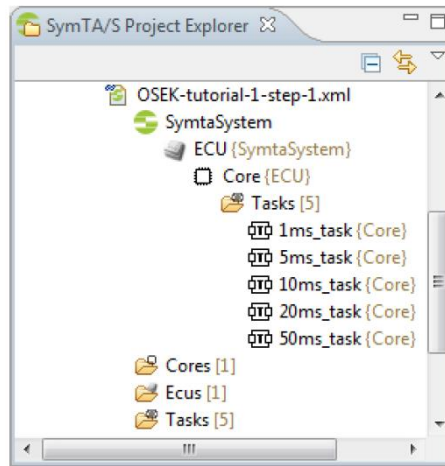 SymTA/S Project Explorer
OSEK-tutorial-1-step-1.xml
SymtaSystem
ECU {SymtaSystem}
Core {ECU}
Tasks [5]
1ms_task {Core}
5ms_task {Core}
10ms_task {Core}
20ms_task {Core}
50ms_task {Core}
Cores [1]
Ecus [1]
Tasks [5]